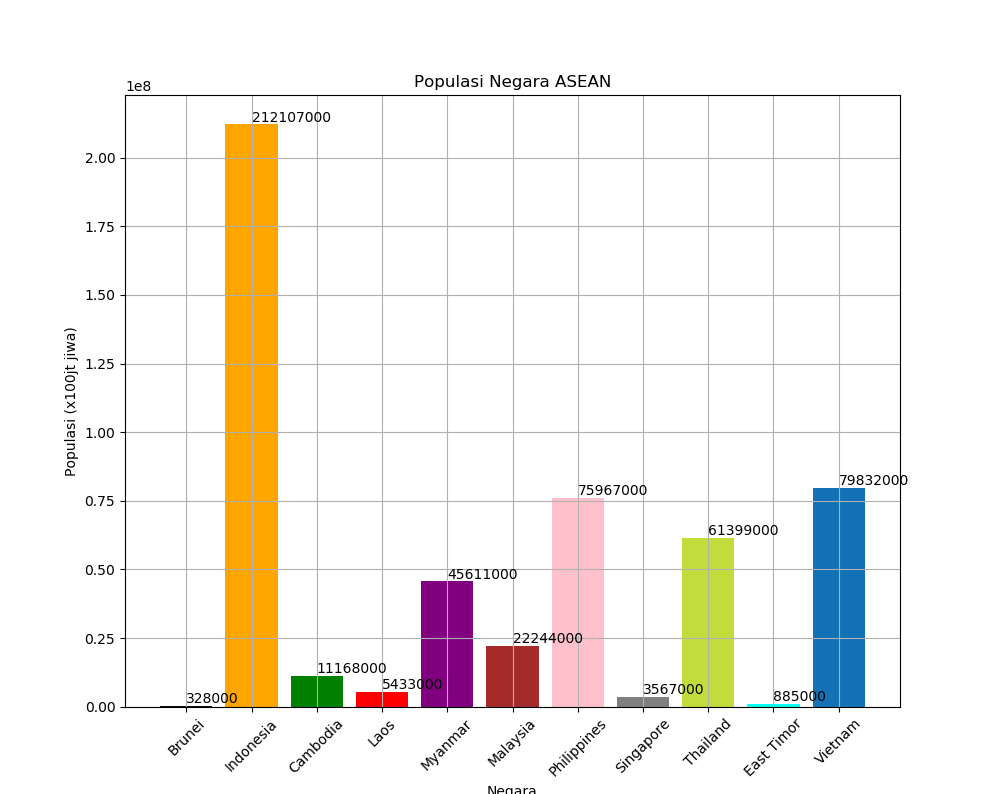 Populasi Negara ASEAN
1e8
Populasi (x100jt jiwa)
2.00
1.75
1.50
1.25
1.00
0.75
0.50
0.25
0.00
328000
212107000
11168000
5433000
45611000
22244000
75967000
3567000
61399000
885000
79832000
Brunei
Indonesia
Cambodia
Laos
Myanmar
Malaysia
Philippines
Singapore
Thailand
East Timor
Vietnam
Negara